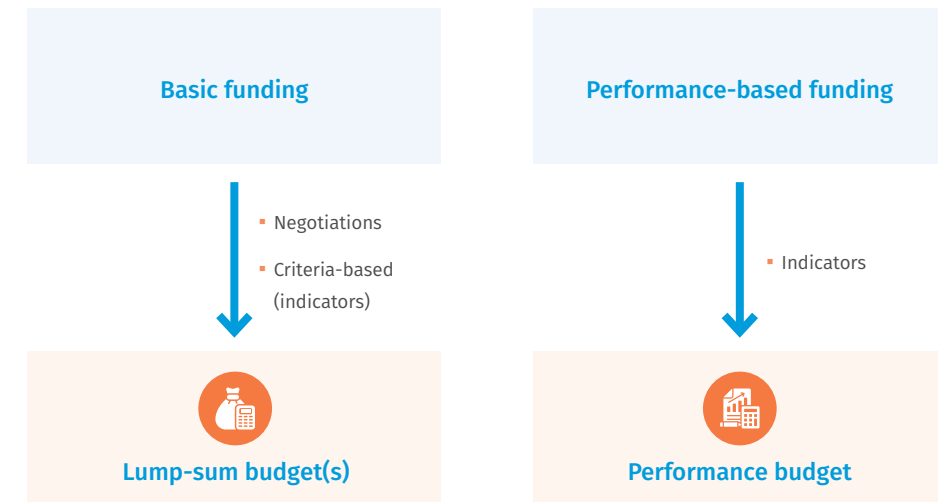 Basic funding
Performance-based funding
▪ Negotiations
▪ Criteria-based
(indicators)
▪ Indicators
Lump-sum budget(s)
Performance budget